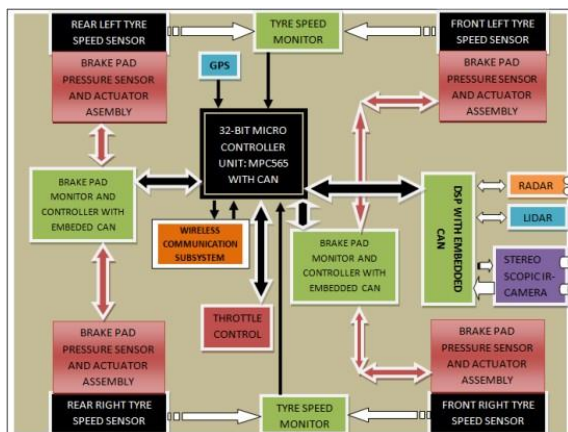 REAR LEFT TYRE
SPEED SENSOR
TYRE SPEED
MONITOR
FRONT LEFT TYRE
SPEED SENSOR
BRAKE PAD
PRESSURE SENSOR
AND ACTUATOR
ASEMBLY
GPS
BRAKE PAD
PRESSURE SENSOR
AND ACTUATOR
ASSEMBLY
32-BIT MICRO
CONTROLLER
UNIT: MPC565
WITH CAN
BRAKE PAD
MONITOR AND
CONTROLLER WITH
EMBEDED CAN
WIRELESS
COMMUNICATION
SUBSYSTEM
BRAKE PAD
MONITOR AND
CONTROLLER WITH
EMBEDDED CAN
DSP WITH EMBEDDED
CAN
RADAR
LIDAR
STEREO
SCOPIC IR-
CAMERA
THROTTLE
CONTROL
BRAKE PAD
PRESSURE SENSOR
AND ACTUATOR
ASSEMBLY
BRAKE PAD
PRESSURE SENSOR
AND ACTUATOR
ASSEMBLY
REAR RIGHT TYRE
SPEED SENSOR
TYRE SPEED
MONITOR
FRONT RIGHT TYRE
SPEED SENSOR